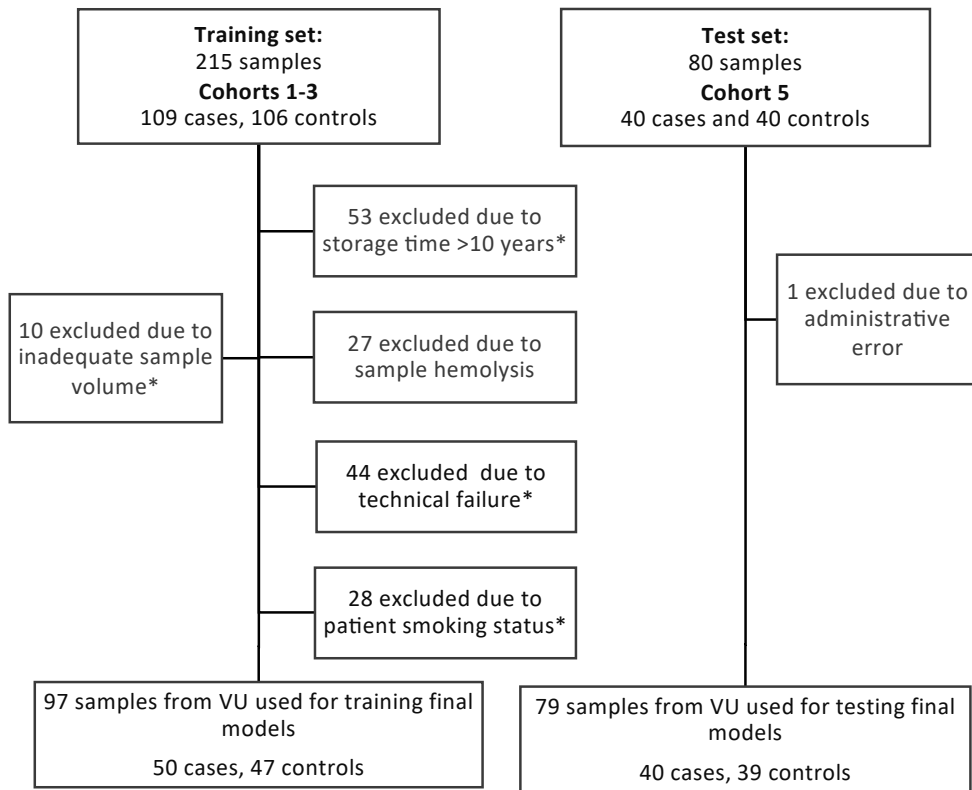 Training set:
215 samples
Cohorts 1-3
109 cases, 106 controls
Test set:
80 samples
Cohort 5
40 cases and 40 controls
53 excluded due to
storage time >10 years*
10 excluded due to
inadequate sample
volume*
27 excluded due to
sample hemolysis
1 excluded due to
administrative
error
44 excluded  due to
technical failure*
28 excluded due to
patient smoking status*
97 samples from VU used for training final
models
50 cases, 47 controls
79 samples from VU used for testing final
models
40 cases, 39 controls